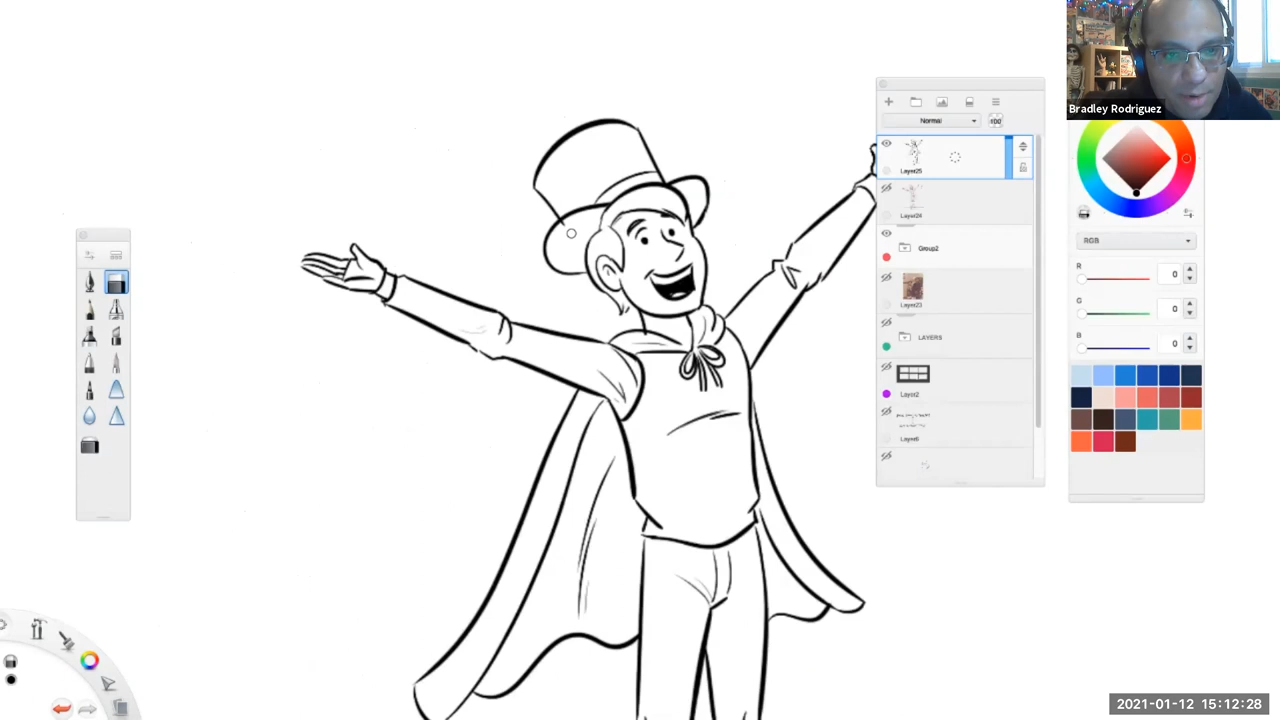 Bradley Rodriguez
Normal
100
Layer25
Layer24
Group2
Layer23
LAYERS
Layer2
Layer6
RGB
R
0
G
0
B
0
2021-01-12 15:12:28